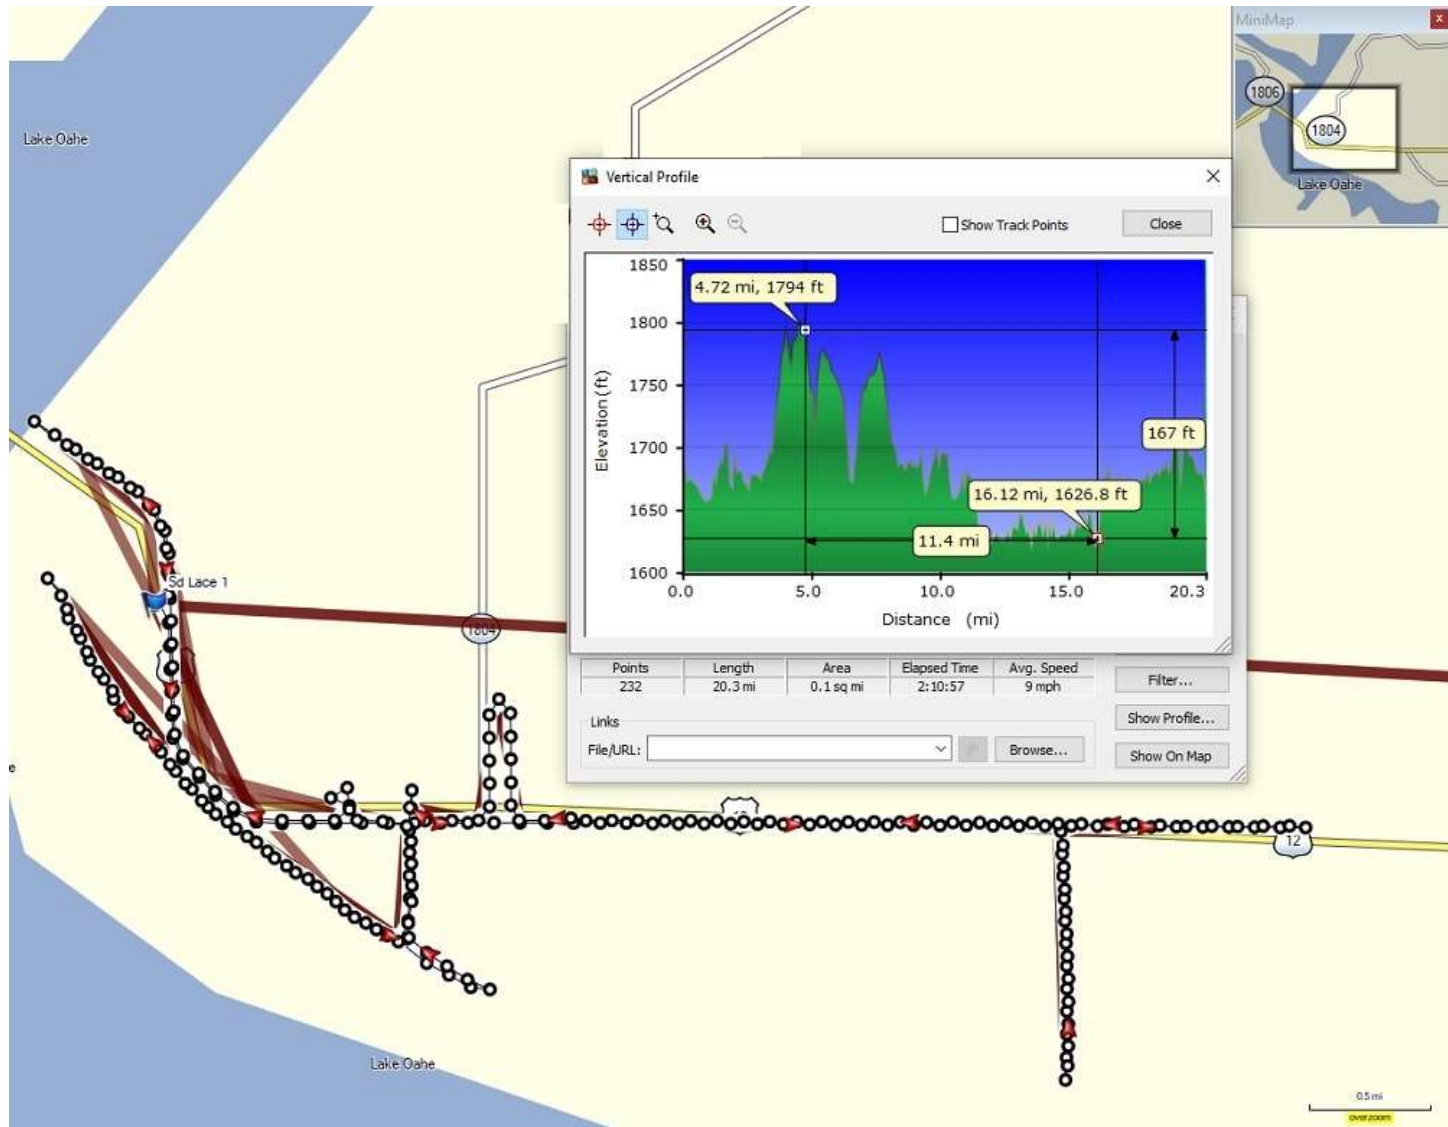 MiniMap
x
1806
1804
Lake Oahe
Lake Oahe
Vertical Profile
Show Track Points
Close
1850
4.72 mi, 1794 ft
1800
1750
Elevation (ft)
167 ft
1700
16.12 mi, 1626.8 ft
1650
11.4 mi
1600
0.0
5.0
10.0
15.0
20.3
Distance (mi)
Sd Lace 1
1804
Points
Length
Area
Elapsed Time
Avg. Speed
232
20.3 mi
0.1 sq mi
2:10:57
9 mph
Filter...
Links
Show Profile...
File/URL:
Browse...
Show On Map
e
12
Lake Oahe
0.5 mi
overzoom